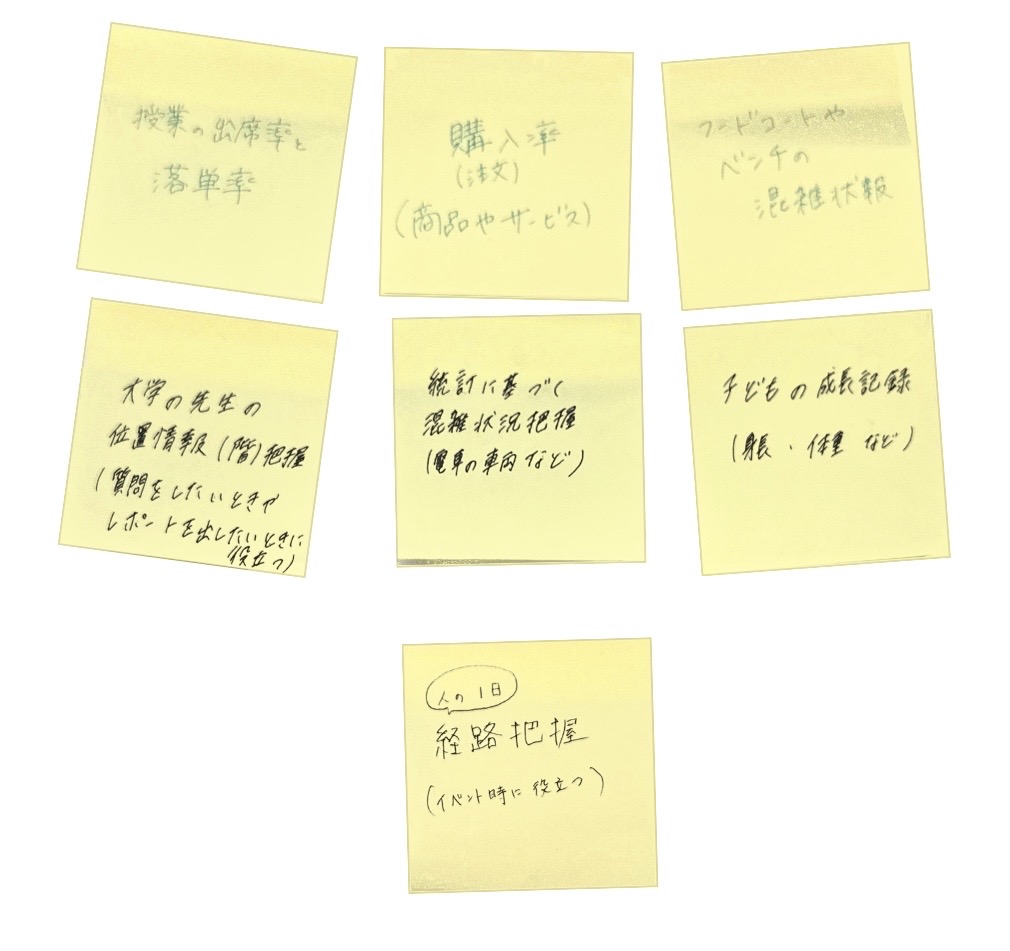 授業の出席率と
落単率
購入率
(注文)
(商品やサービス)
フードコートや
ベンチの
混雑状報
大学の先生の
位置情報(階)把握
(質問をしたいときや
レポートを出したいときに
役立つ)
統計に基づく
混雑状況把握
(電車の車両など)
子どもの成長記録
(身長・体重など)
人の1日
経路把握
(イベント時に役立つ)